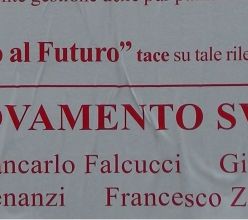 o al Futuro" tace su tale rile
OVAMENTO SV
ancarlo Falcucci Gi
enanzi Francesco Z